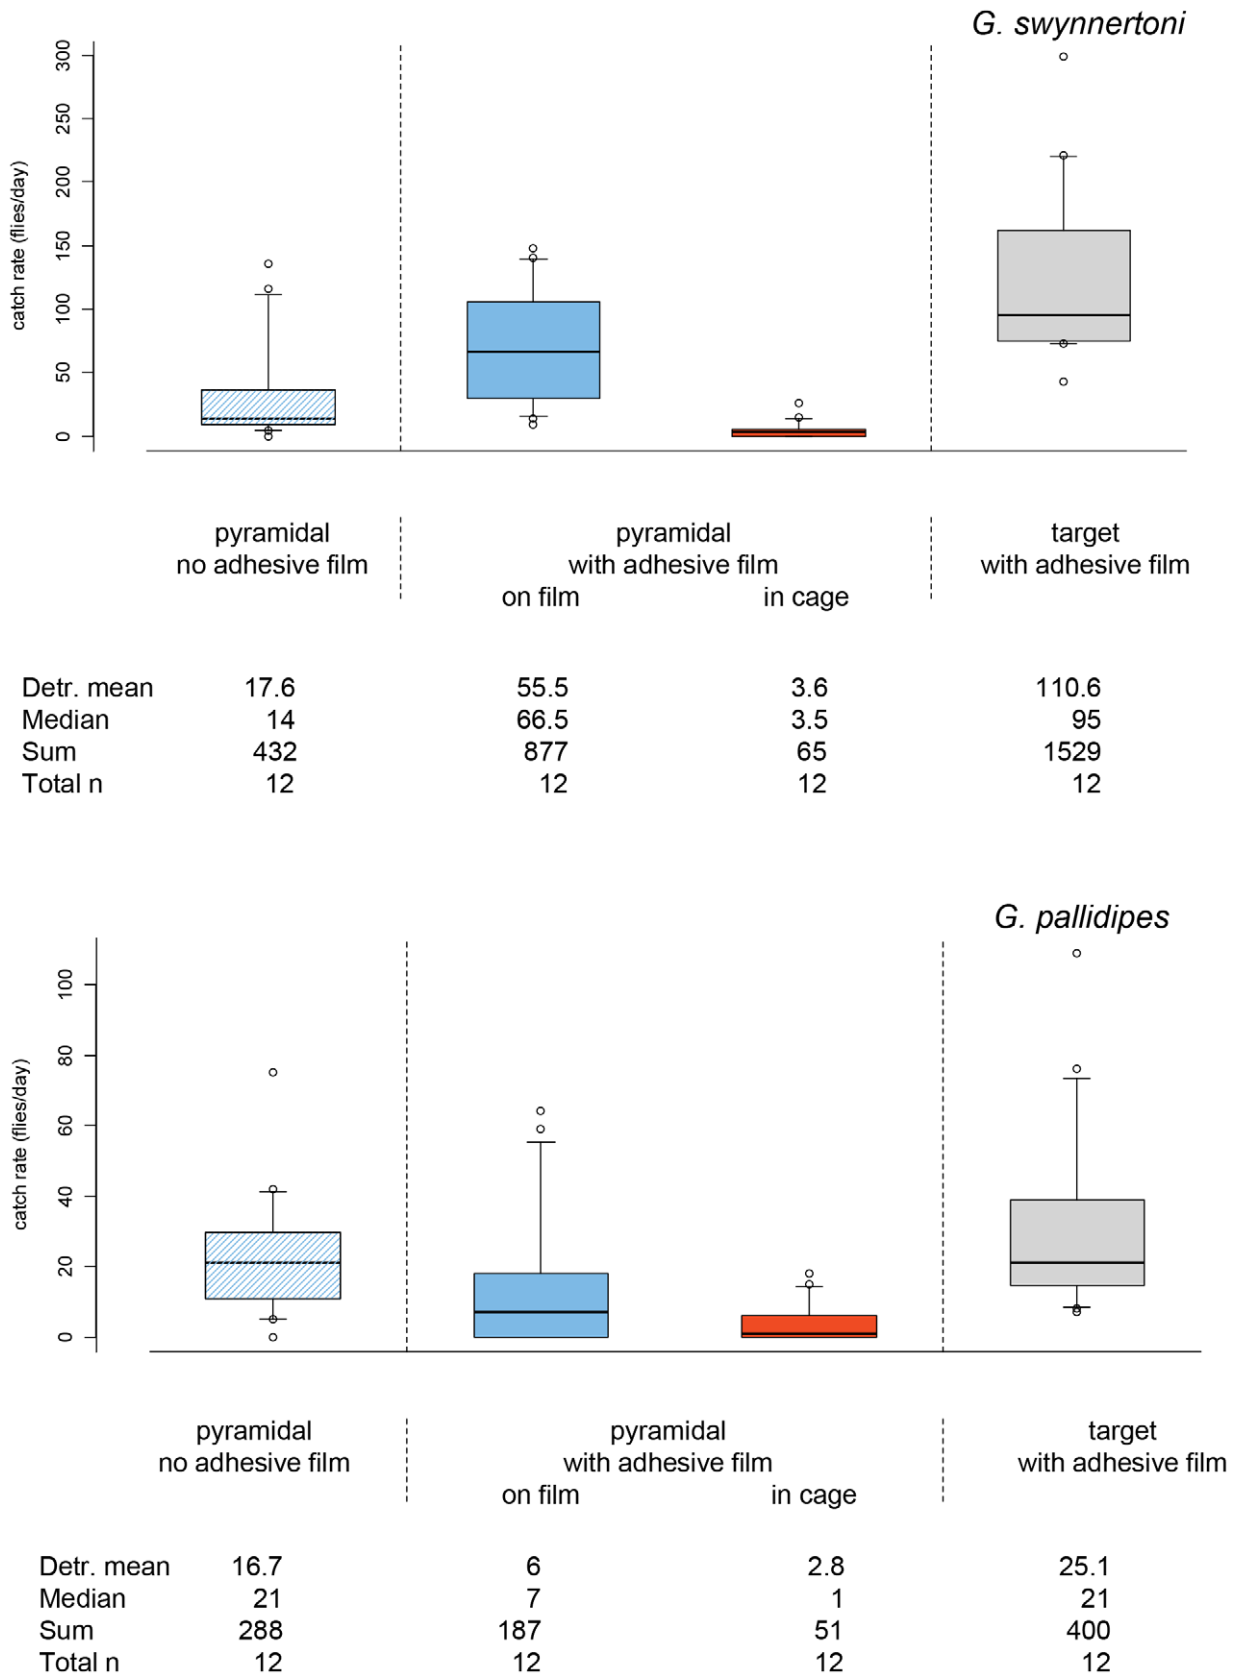 G. swynnertoni
300
250
200
150
100
50
0
catch rate (flies/day)
pyramidal pyramidal target
no adhesive film with adhesive film with adhesive film
on film in cage
Detr. mean 17.6 55.5 3.6 110.6
Median 14 66.5 3.5 95
Sum 432 877 65 1529
Total n 12 12 12 12
G. pallidipes
100
80
60
40
20
0
catch rate (flies/day)
pyramidal pyramidal target
no adhesive film with adhesive film with adhesive film
on film in cage
Detr. mean 16.7 6 2.8 25.1
Median 21 7 1 21
Sum 288 187 51 400
Total n 12 12 12 12